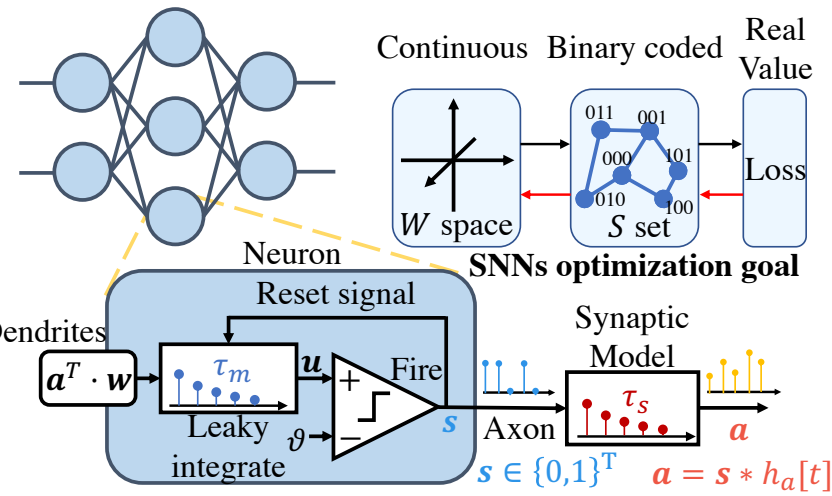 Continuous
Binary coded
Real
Value
011
001
000
101
010
100
W space
S set
Loss
SNNs optimization goal
Neuron
Reset signal
Dendrites
a^T · w
τ_m
u
Fire
+
−
ϑ
s
Leaky
integrate
Axon
s ∈ {0,1}^T
Synaptic
Model
τ_s
a
a = s ∗ h_a[t]